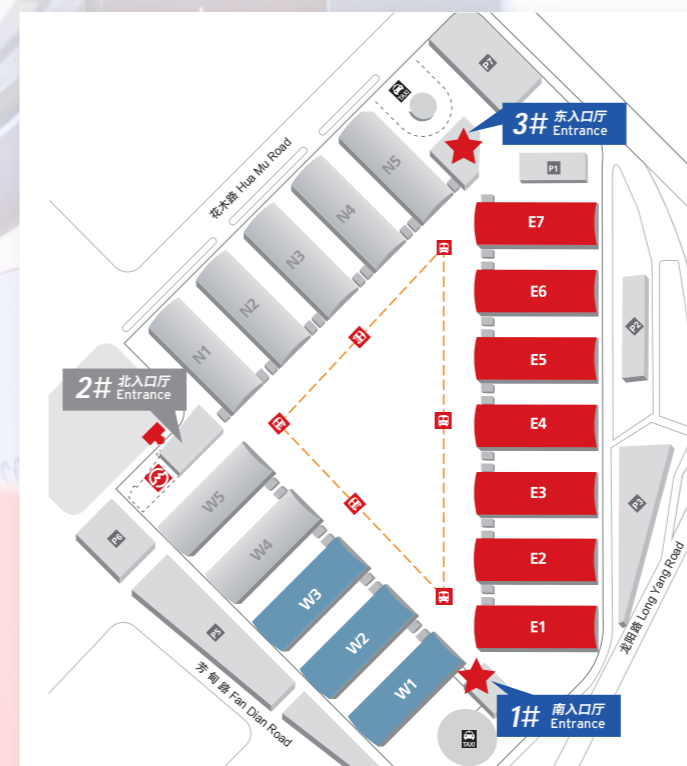 P7
TAXI
3# 东入口厅
Entrance
花木路 Hua Mu Road
N5
P1
N4
E7
N3
E6
N2
P2
N1
E5
2# 北入口厅
Entrance
E4
W5
E3
P3
W4
P6
E2
W3
龙阳路 Long Yang Road
P5
W2
E1
芳甸路 Fan Dian Road
W1
1# 南入口厅
Entrance
TAXI